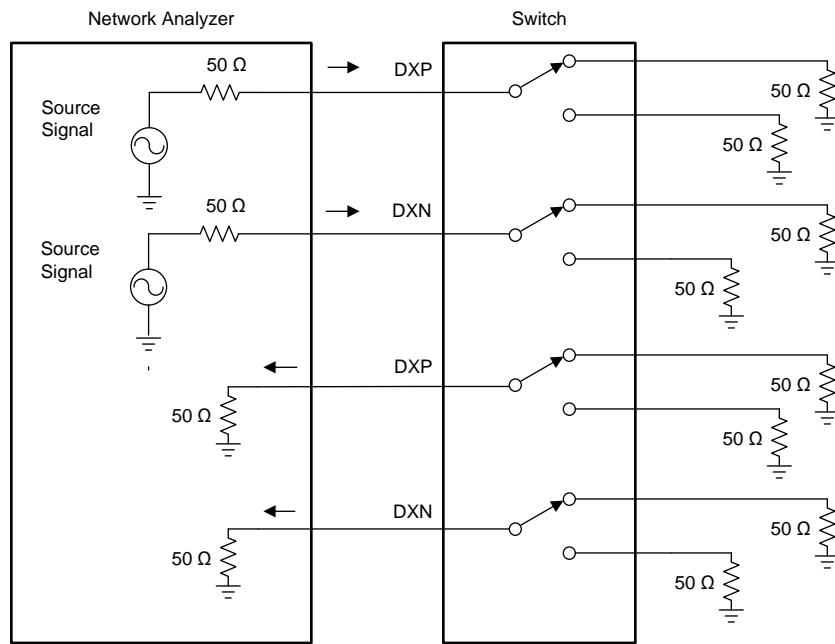 Network Analyzer
Switch
50 Ω
DXP
Source
Signal
50 Ω
50 Ω
50 Ω
DXN
Source
Signal
50 Ω
50 Ω
DXP
50 Ω
50 Ω
50 Ω
DXN
50 Ω
50 Ω
50 Ω